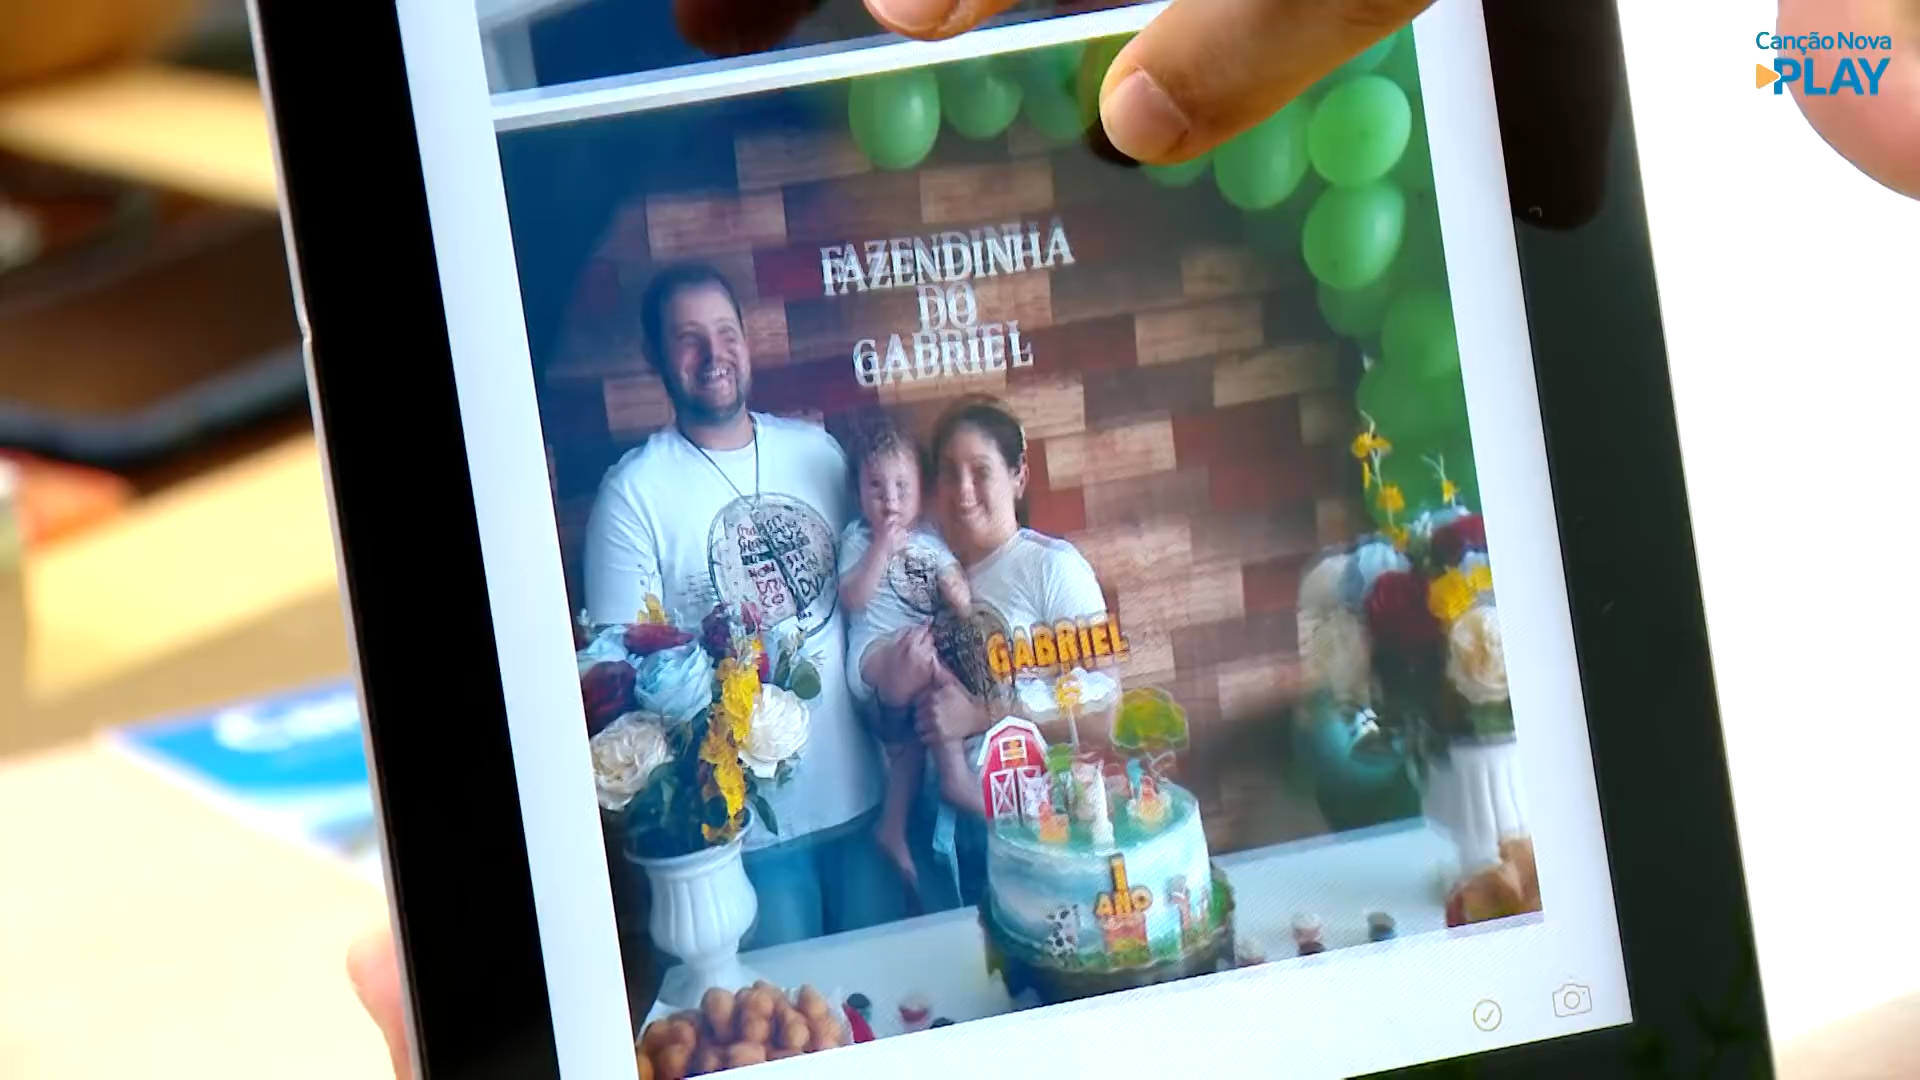 Canção Nova
PLAY
FAZENDINHA
DO
GABRIEL
GABRIEL
1
ANO